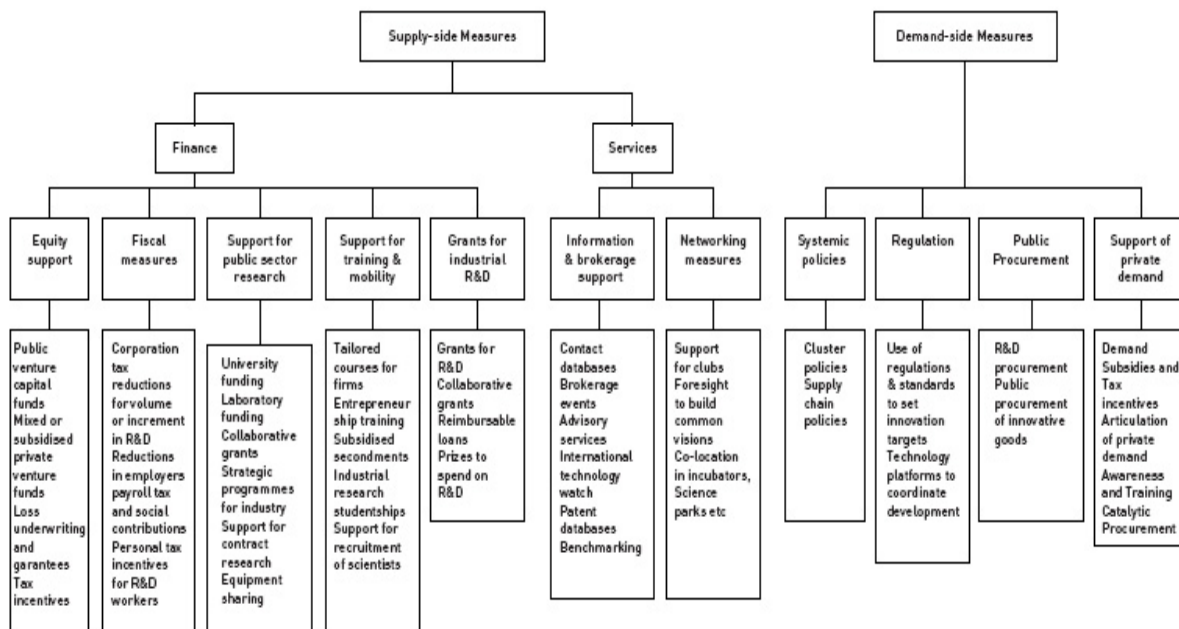 Supply-side Measures
Demand-side Measures
Finance
Services
Equity
support
Fiscal
measures
Support for
public sector
research
Support for
training &
mobility
Grants for
industrial
R&D
Information
& brokerage
support
Networking
measures
Systemic
policies
Regulation
Public
Procurement
Support of
private
demand
Public
venture
capital
funds
Mixed or
subsidised
private
venture
funds
Loss
underwriting
and
garantees
Tax
incentives
Corporation
tax
reductions
for volume
or increment
in R&D
Reductions
in employers
payroll tax
and social
contributions
Personal tax
incentives
for R&D
workers
University
funding
Laboratory
funding
Collaborative
grants
Strategic
programmes
for industry
Support for
contract
research
Equipment
sharing
Tailored
courses for
firms
Entrepreneur
ship training
Subsidised
secondments
Industrial
research
studentships
Support for
recruitment
of scientists
Grants for
R&D
Collaborative
grants
Reimbursable
loans
Prizes to
spend on
R&D
Contact
databases
Brokerage
events
Advisory
services
International
technology
watch
Patent
databases
Benchmarking
Support
for clubs
Foresight
to build
common
visions
Co-location
in incubators,
Science
parks etc
Cluster
policies
Supply
chain
policies
Use of
regulations
& standards
to set
innovation
targets
Technology
platforms to
coordinate
development
R&D
procurement
Public
procurement
of innovative
goods
Demand
Subsidies and
Tax
incentives
Articulation
of private
demand
Awareness
and Training
Catalytic
Procurement